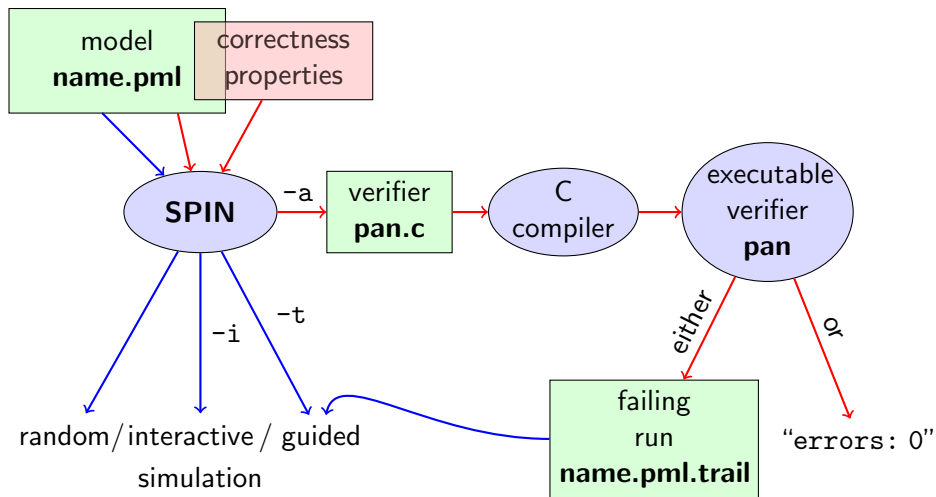 model
name.pml
correctness
properties
SPIN
-a
verifier
pan.c
C
compiler
executable
verifier
pan
-i
-t
either
or
random/interactive/guided
simulation
failing
run
name.pml.trail
“errors: 0”